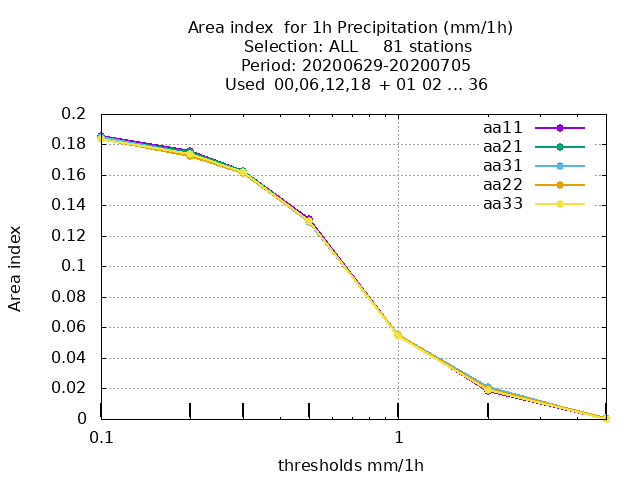 Area index  for 1h Precipitation (mm/1h)
Selection: ALL     81 stations
Period: 20200629-20200705
Used  00,06,12,18  + 01 02 ... 36
0.2
0.18
0.16
0.14
0.12
0.1
0.08
0.06
0.04
0.02
0
Area index
aa11
aa21
aa31
aa22
aa33
0.1
1
thresholds mm/1h